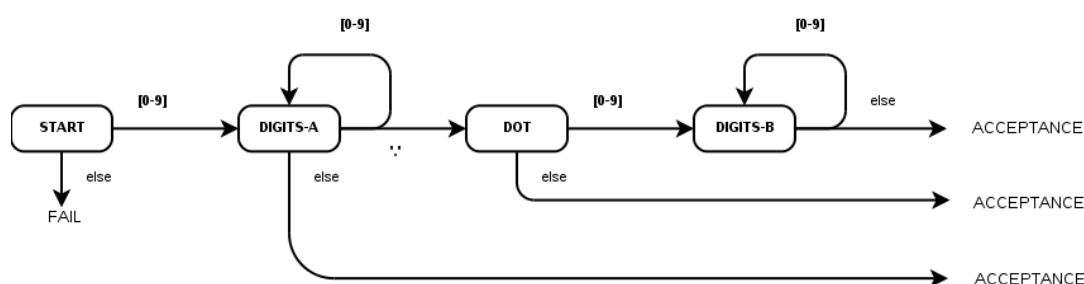 [0-9] [0-9]
[0-9] [0-9]
START DIGITS-A DOT DIGITS-B else ACCEPTANCE
'.'
else else else
ACCEPTANCE
FAIL
ACCEPTANCE